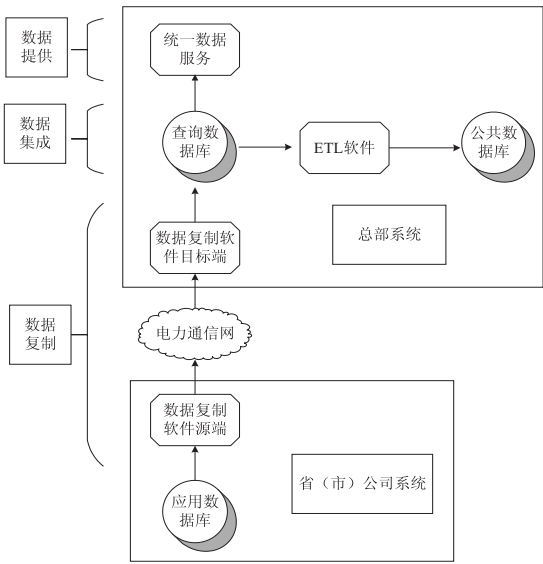 数据
提供
统一数据
服务
数据
集成
查询数
据库
ETL软件
公共数
据库
数据复制软
件目标端
总部系统
电力通信网
数据
复制
数据复制
软件源端
省（市）公司系统
应用数
据库